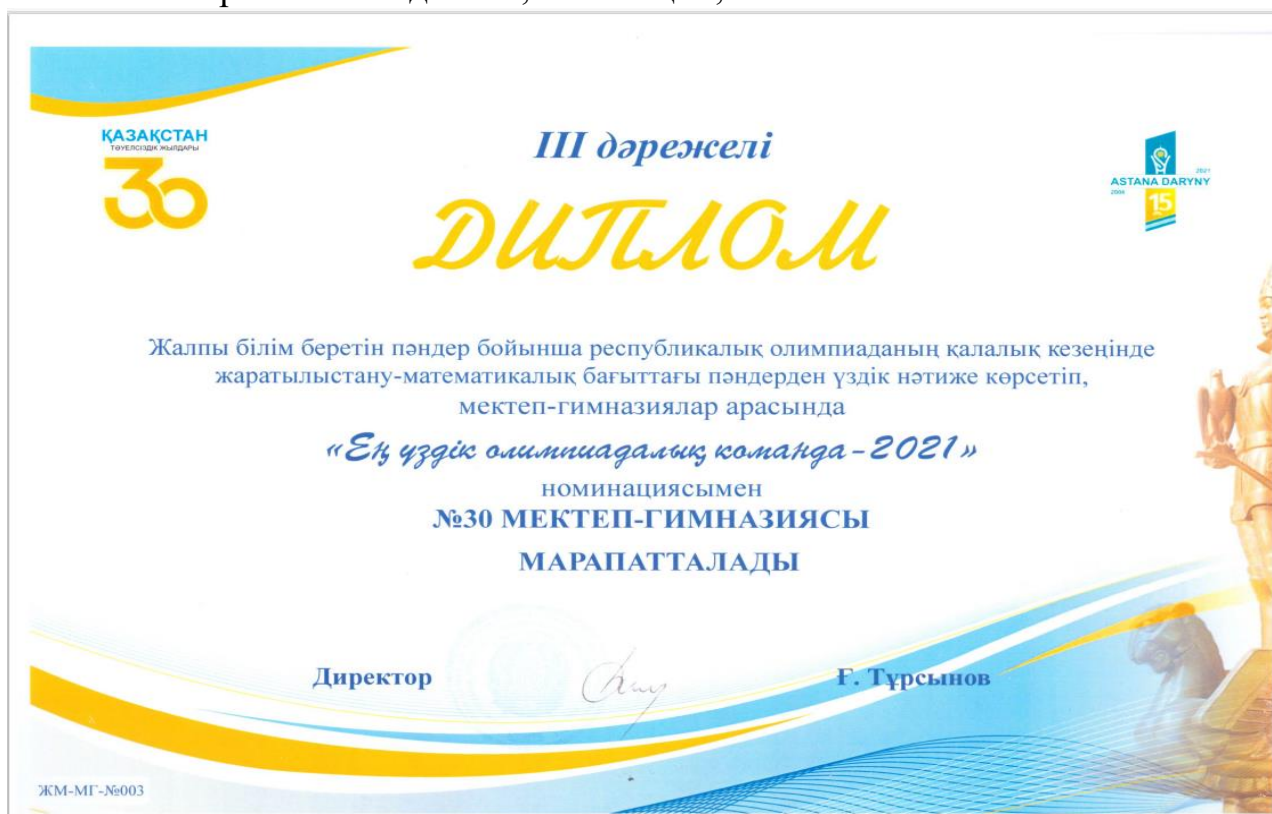 ҚАЗАҚСТАН
ТӘУЕЛСІЗДІК ЖЫЛДАРЫ
30
III дәрежелі
ДИПЛОМ
2021
ASTANA DARYNY
2006
15
Жалпы білім беретін пәндер бойынша республикалық олимпиаданың қалалық кезеңінде
жаратылыстану-математикалық бағыттағы пәндерден үздік нәтиже көрсетіп,
мектеп-гимназиялар арасында
«Ең үздік олимпиадалық команда-2021»
номинациясымен
№30 МЕКТЕП-ГИМНАЗИЯСЫ
МАРАПАТТАЛАДЫ
Директор
Ғ. Тұрсынов
ЖМ-МГ-№003